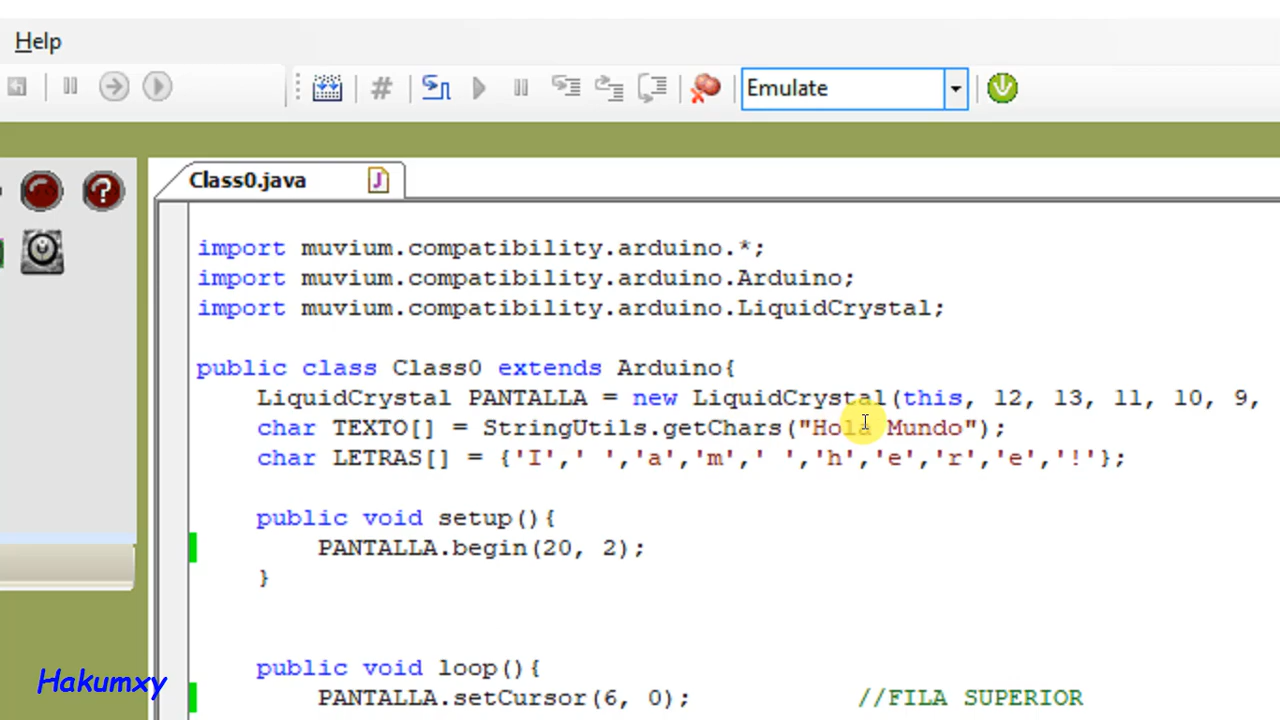 Help
Emulate
Class0.java
import muvium.compatibility.arduino.*;
import muvium.compatibility.arduino.Arduino;
import muvium.compatibility.arduino.LiquidCrystal;
public class Class0 extends Arduino{
LiquidCrystal PANTALLA = new LiquidCrystal(this, 12, 13, 11, 10, 9,
char TEXTO[] = StringUtils.getChars("Hola Mundo");
char LETRAS[] = {'I',' ','a','m',' ','h','e','r','e','!'};
public void setup(){
PANTALLA.begin(20, 2);
}
public void loop(){
PANTALLA.setCursor(6, 0); //FILA SUPERIOR
Hakumxy